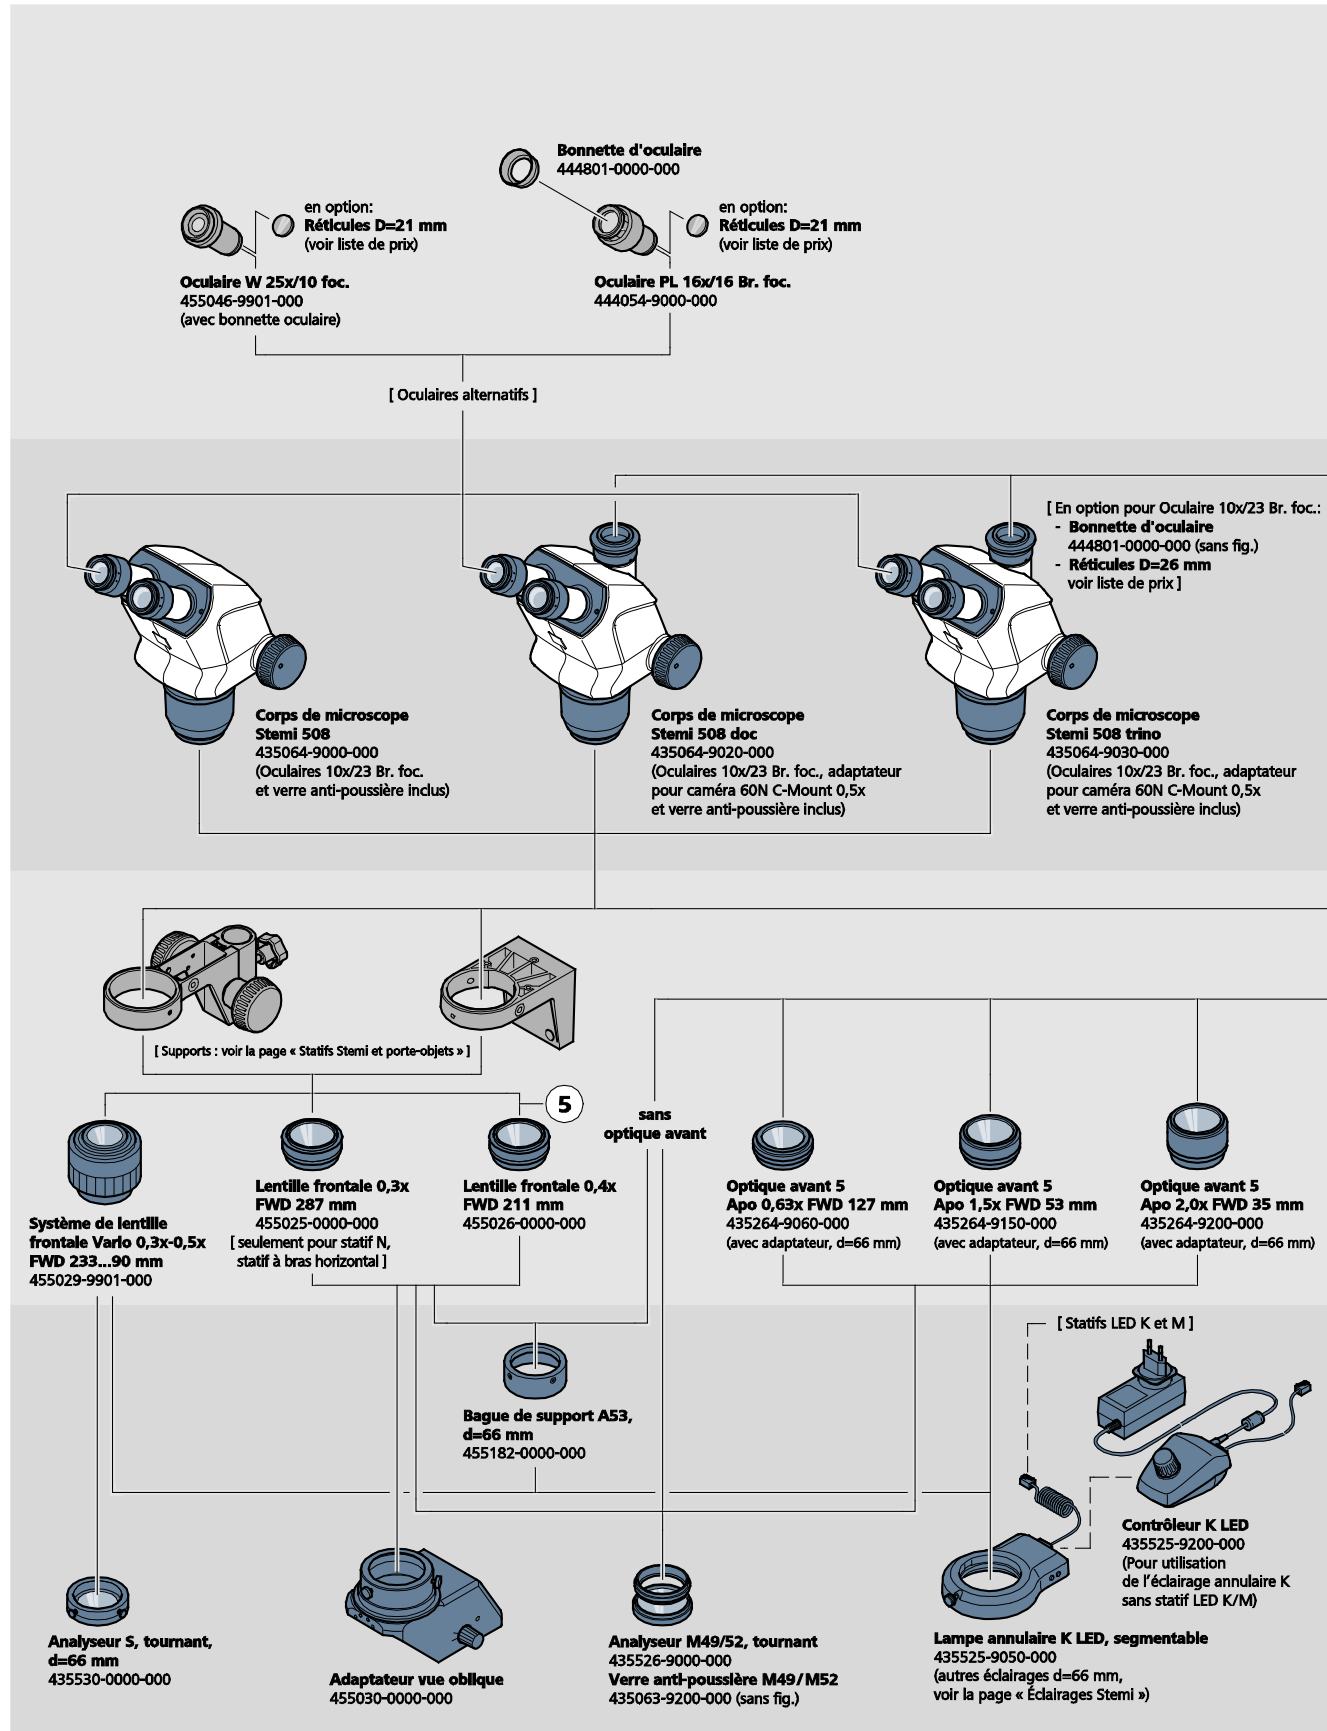 Bonnette d'oculaire
444801-0000-000
en option:
Réticules D=21 mm
(voir liste de prix)
en option:
Réticules D=21 mm
(voir liste de prix)
Oculaire W 25x/10 foc.
455046-9901-000
(avec bonnette oculaire)
Oculaire PL 16x/16 Br. foc.
444054-9000-000
[ Oculaires alternatifs ]
[ En option pour Oculaire 10x/23 Br. foc.:
- Bonnette d'oculaire
444801-0000-000 (sans fig.)
- Réticules D=26 mm
voir liste de prix ]
Corps de microscope
Stemi 508
435064-9000-000
(Oculaires 10x/23 Br. foc.
et verre anti-poussière inclus)
Corps de microscope
Stemi 508 doc
435064-9020-000
(Oculaires 10x/23 Br. foc., adaptateur
pour caméra 60N C-Mount 0,5x
et verre anti-poussière inclus)
Corps de microscope
Stemi 508 trino
435064-9030-000
(Oculaires 10x/23 Br. foc., adaptateur
pour caméra 60N C-Mount 0,5x
et verre anti-poussière inclus)
[ Supports : voir la page « Statifs Stemi et porte-objets » ]
5
sans
optique avant
Système de lentille
frontale Vario 0,3x-0,5x
FWD 233...90 mm
455029-9901-000
Lentille frontale 0,3x
FWD 287 mm
455025-0000-000
[ seulement pour statif N,
statif à bras horizontal ]
Lentille frontale 0,4x
FWD 211 mm
455026-0000-000
Optique avant 5
Apo 0,63x FWD 127 mm
435264-9060-000
(avec adaptateur, d=66 mm)
Optique avant 5
Apo 1,5x FWD 53 mm
435264-9150-000
(avec adaptateur, d=66 mm)
Optique avant 5
Apo 2,0x FWD 35 mm
435264-9200-000
(avec adaptateur, d=66 mm)
[ Statifs LED K et M ]
Bague de support A53,
d=66 mm
455182-0000-000
Contrôleur K LED
435525-9200-000
(Pour utilisation
de l'éclairage annulaire K
sans statif LED K/M)
Analyseur S, tournant,
d=66 mm
435530-0000-000
Adaptateur vue oblique
455030-0000-000
Analyseur M49/52, tournant
435526-9000-000
Verre anti-poussière M49/M52
435063-9200-000 (sans fig.)
Lampe annulaire K LED, segmentable
435525-9050-000
(autres éclairages d=66 mm,
voir la page « Éclairages Stemi »)